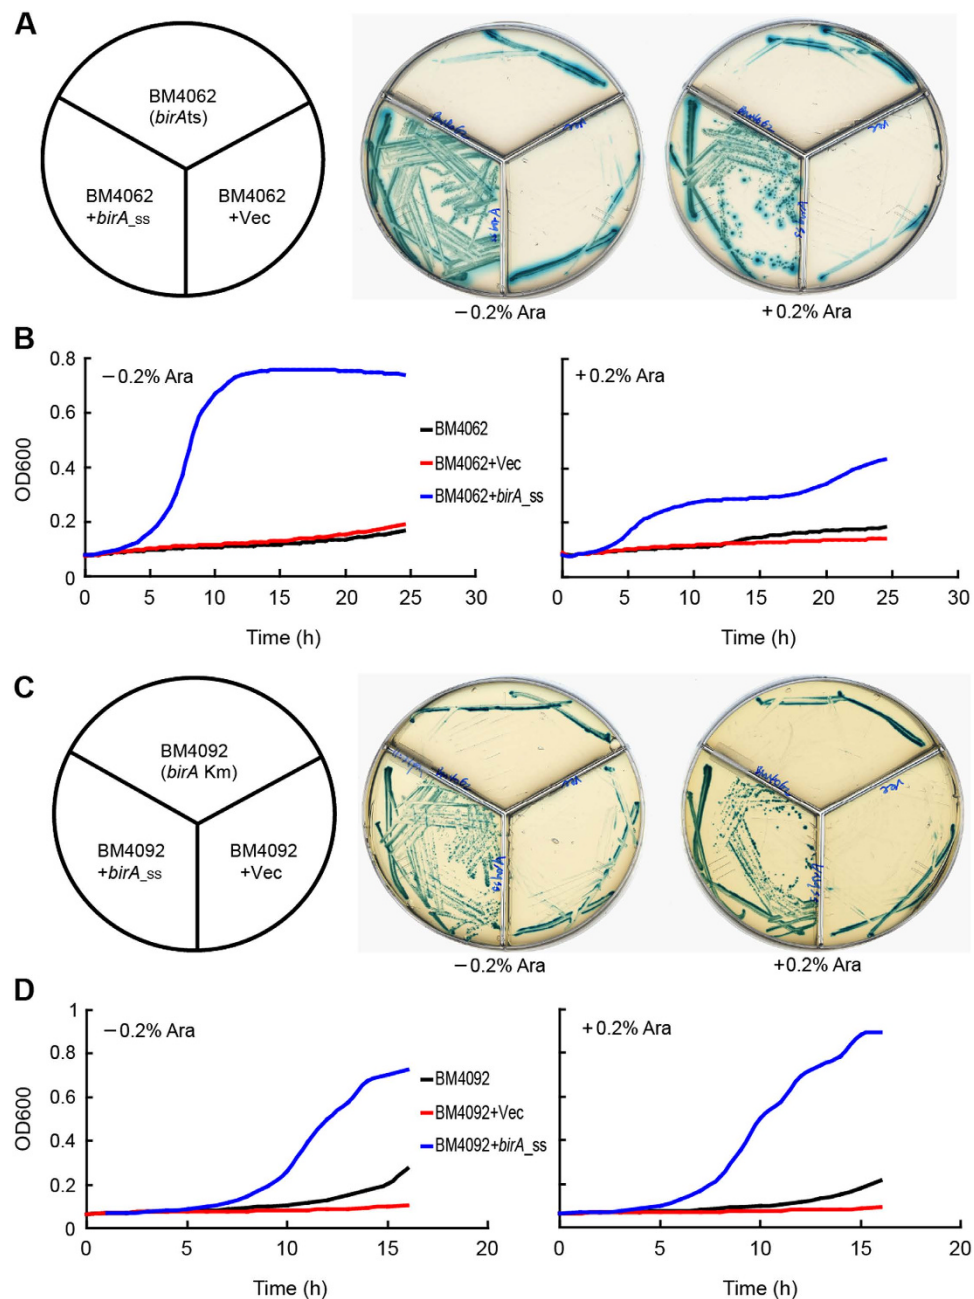 A
BM4062
(birAts)
BM4062
+birA_ss
BM4062
+Vec
BM4062
Vec
−0.2% Ara
+0.2% Ara
B
−0.2% Ara
+0.2% Ara
OD600
0.8
0.6
0.4
0.2
0
BM4062
BM4062+Vec
BM4062+birA_ss
0 5 10 15 20 25 30
0 5 10 15 20 25 30
Time (h)
Time (h)
C
BM4092
(birA Km)
BM4092
+birA_ss
BM4092
+Vec
Vec
−0.2% Ara
+0.2% Ara
D
−0.2% Ara
+0.2% Ara
OD600
1
0.8
0.6
0.4
0.2
0
BM4092
BM4092+Vec
BM4092+birA_ss
0 5 10 15 20
0 5 10 15 20
Time (h)
Time (h)